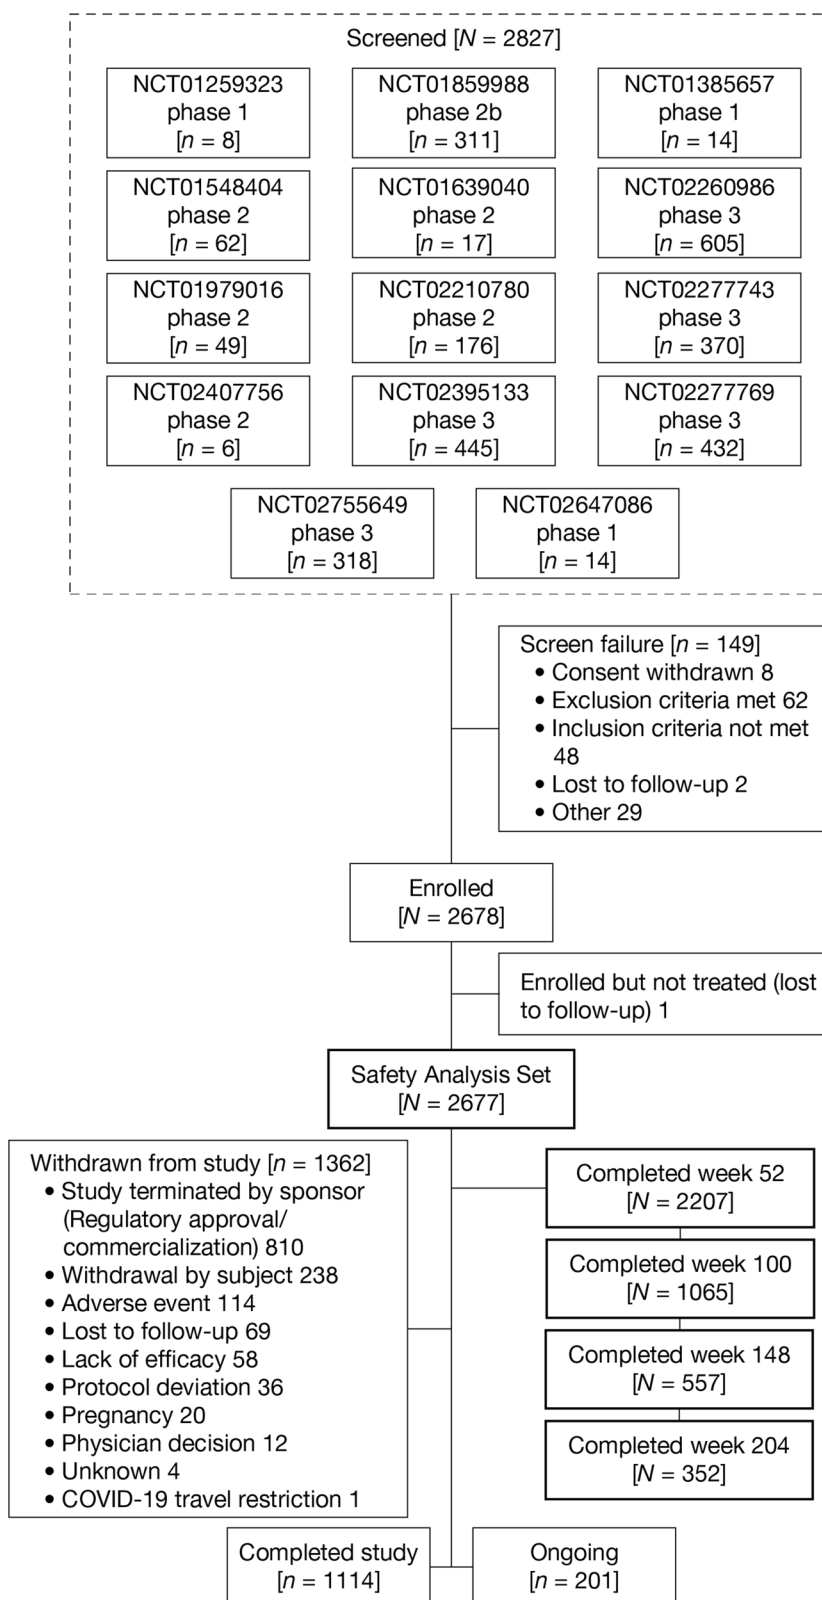 Screened [N = 2827]
NCT01259323
phase 1
[n = 8]
NCT01859988
phase 2b
[n = 311]
NCT01385657
phase 1
[n = 14]
NCT01548404
phase 2
[n = 62]
NCT01639040
phase 2
[n = 17]
NCT02260986
phase 3
[n = 605]
NCT01979016
phase 2
[n = 49]
NCT02210780
phase 2
[n = 176]
NCT02277743
phase 3
[n = 370]
NCT02407756
phase 2
[n = 6]
NCT02395133
phase 3
[n = 445]
NCT02277769
phase 3
[n = 432]
NCT02755649
phase 3
[n = 318]
NCT02647086
phase 1
[n = 14]
Screen failure [n = 149]
• Consent withdrawn 8
• Exclusion criteria met 62
• Inclusion criteria not met
48
• Lost to follow-up 2
• Other 29
Enrolled
[N = 2678]
Enrolled but not treated (lost
to follow-up) 1
Safety Analysis Set
[N = 2677]
Withdrawn from study [n = 1362]
• Study terminated by sponsor
(Regulatory approval/
commercialization) 810
• Withdrawal by subject 238
• Adverse event 114
• Lost to follow-up 69
• Lack of efficacy 58
• Protocol deviation 36
• Pregnancy 20
• Physician decision 12
• Unknown 4
• COVID-19 travel restriction 1
Completed week 52
[N = 2207]
Completed week 100
[N = 1065]
Completed week 148
[N = 557]
Completed week 204
[N = 352]
Completed study
[n = 1114]
Ongoing
[n = 201]